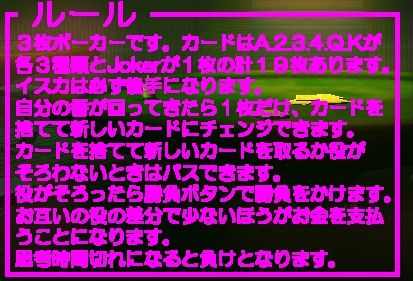 ルール
3枚ポーカーです。カードはA.2.3.4.Q.Kが
各3種類とJokerが1枚の計19枚あります。
イスカは必ず後手になります。
自分の番が回ってきたら1枚だけ、カードを
捨てて新しいカードにチェンジできます。
カードを捨てて新しいカードを取るか役が
そろわないときはパスできます。
役がそろったら勝負ボタンで勝負をかけます。
お互いの役の差分で少ないほうがお金を支払
うことになります。
思考時間切れになると負けとなります。